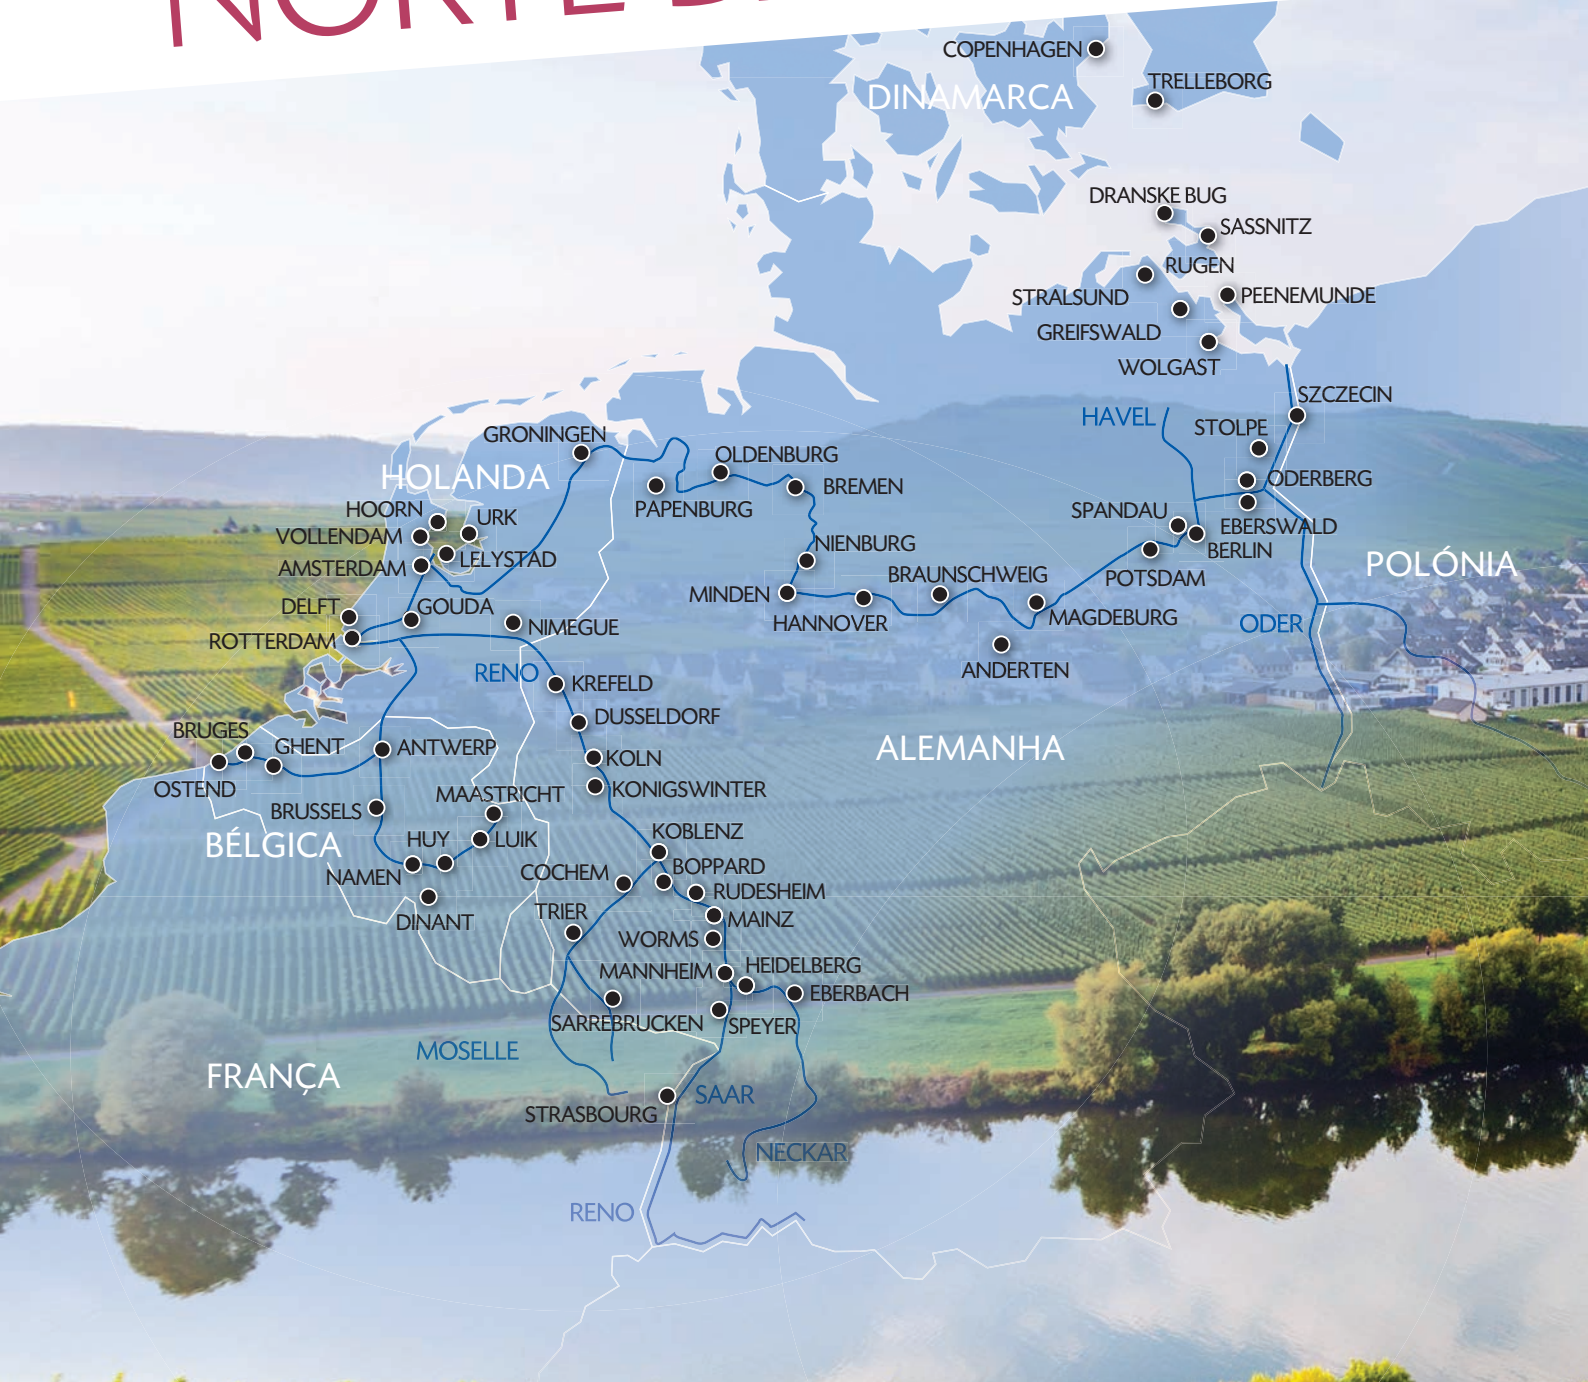 NORTE
COPENHAGEN
TRELLEBORG
DINAMARCA
DRANSKE BUG
SASSNITZ
RUGEN
STRALSUND
PEENEMUNDE
GREIFSWALD
WOLGAST
SZCZECIN
HAVEL
STOLPE
GRONINGEN
OLDENBURG
HOLANDA
ODERBERG
PAPENBURG
BREMEN
HOORN
URK
SPANDAU
EBERSWALD
VOLLENDAM
LELYSTAD
NIENBURG
BERLIN
AMSTERDAM
BRAUNSCHWEIG
POTSDAM
POLÓNIA
MINDEN
DELFT
GOUDA
HANNOVER
MAGDEBURG
ODER
NIMEGUE
ROTTERDAM
ANDERTEN
RENO
KREFELD
DUSSELDORF
BRUGES
GHENT
ANTWERP
ALEMANHA
KOLN
OSTEND
MAASTRICHT
KONIGSWINTER
BRUSSELS
BÉLGICA
HUY
LUIK
KOBLENZ
NAMEN
COCHEM
BOPPARD
RUDESHEIM
DINANT
TRIER
MAINZ
WORMS
MANNHEIM
HEIDELBERG
EBERBACH
SARREBRUCKEN
SPEYER
MOSELLE
FRANÇA
SAAR
STRASBOURG
NECKAR
RENO